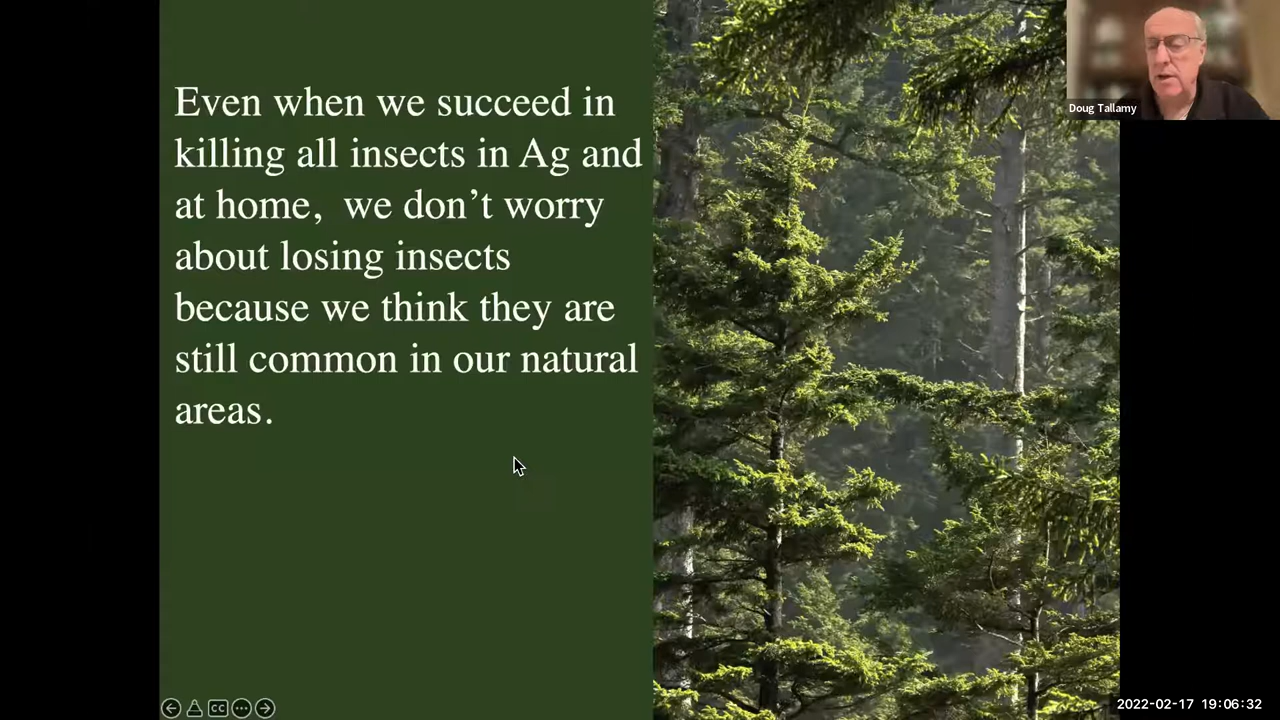 Even when we succeed in
killing all insects in Ag and
at home,  we don’t worry
about losing insects
because we think they are
still common in our natural
areas.
Doug Tallamy
CC
2022-02-17 19:06:32